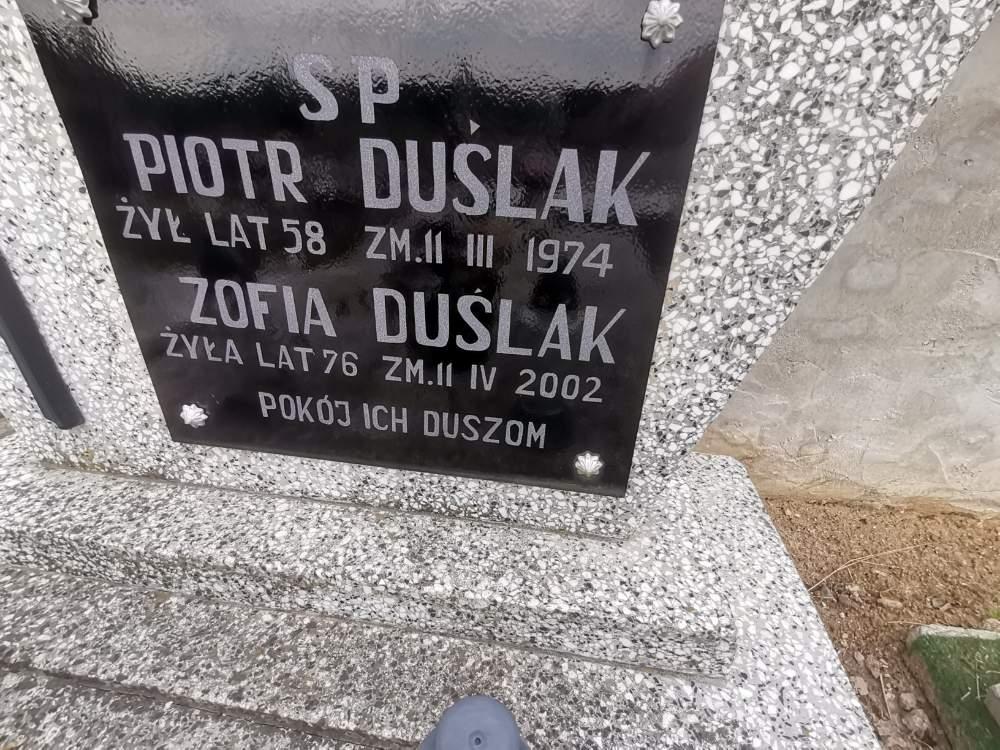 SP
PIOTR DUŚLAK
ŻYŁ LAT 58 ZM. 11 III 1974
ZOFIA DUŚLAK
ŻYŁA LAT 76 ZM. 11 IV 2002
POKÓJ ICH DUSZOM